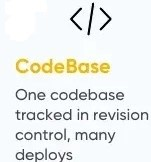 </>
CodeBase
One codebase
tracked in revision
control, many
deploys